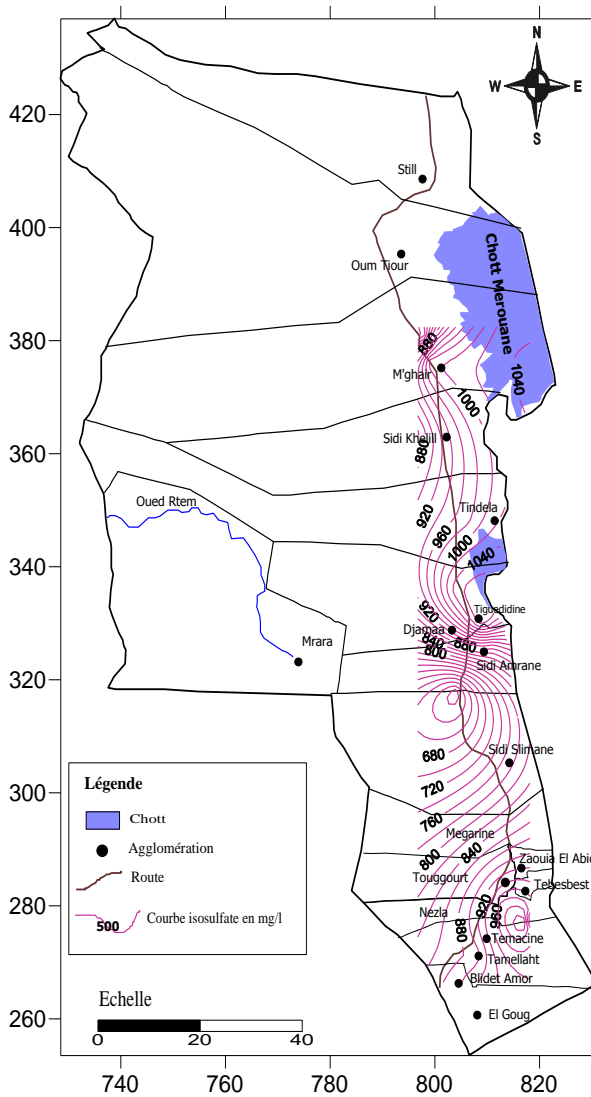 N
W E
S
420
400
380
360
340
320
300
280
260
Still
Oum Tiour
Chott Merouane
880
M'ghair
1040
1000
Sidi Khelill
880
920
960
1000
Tindela
Oued Rtem
1040
920
Tiguedidine
Djamaa
840
880
800
Sidi Amrane
Mrara
680
Sidi Slimane
720
760
Megarine
800
840
Zaouia El Abid
Touggourt
Tebesbest
Nezla
920
960
880
Temacine
Tamellaht
Blidet Amor
El Goug
Légende
Chott
Agglomération
Route
500 Courbe isosulfate en mg/l
Echelle
0 20 40
740 760 780 800 820